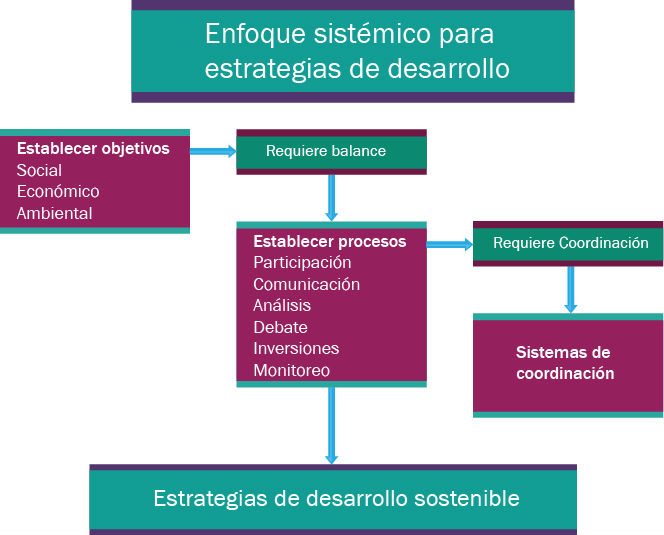 Enfoque sistémico para
estrategias de desarrollo
Establecer objetivos
Social
Económico
Ambiental
Requiere balance
Establecer procesos
Participación
Comunicación
Análisis
Debate
Inversiones
Monitoreo
Requiere Coordinación
Sistemas de
coordinación
Estrategias de desarrollo sostenible